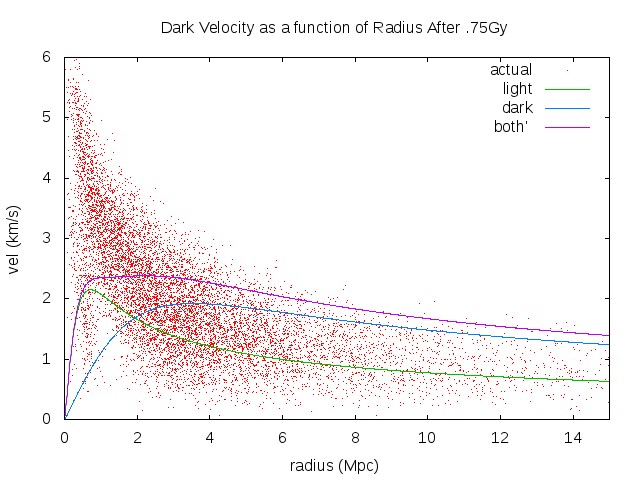 Dark Velocity as a function of Radius After .75Gy
actual
light
dark
both'
6
5
4
3
2
1
0
vel (km/s)
0 2 4 6 8 10 12 14
radius (Mpc)